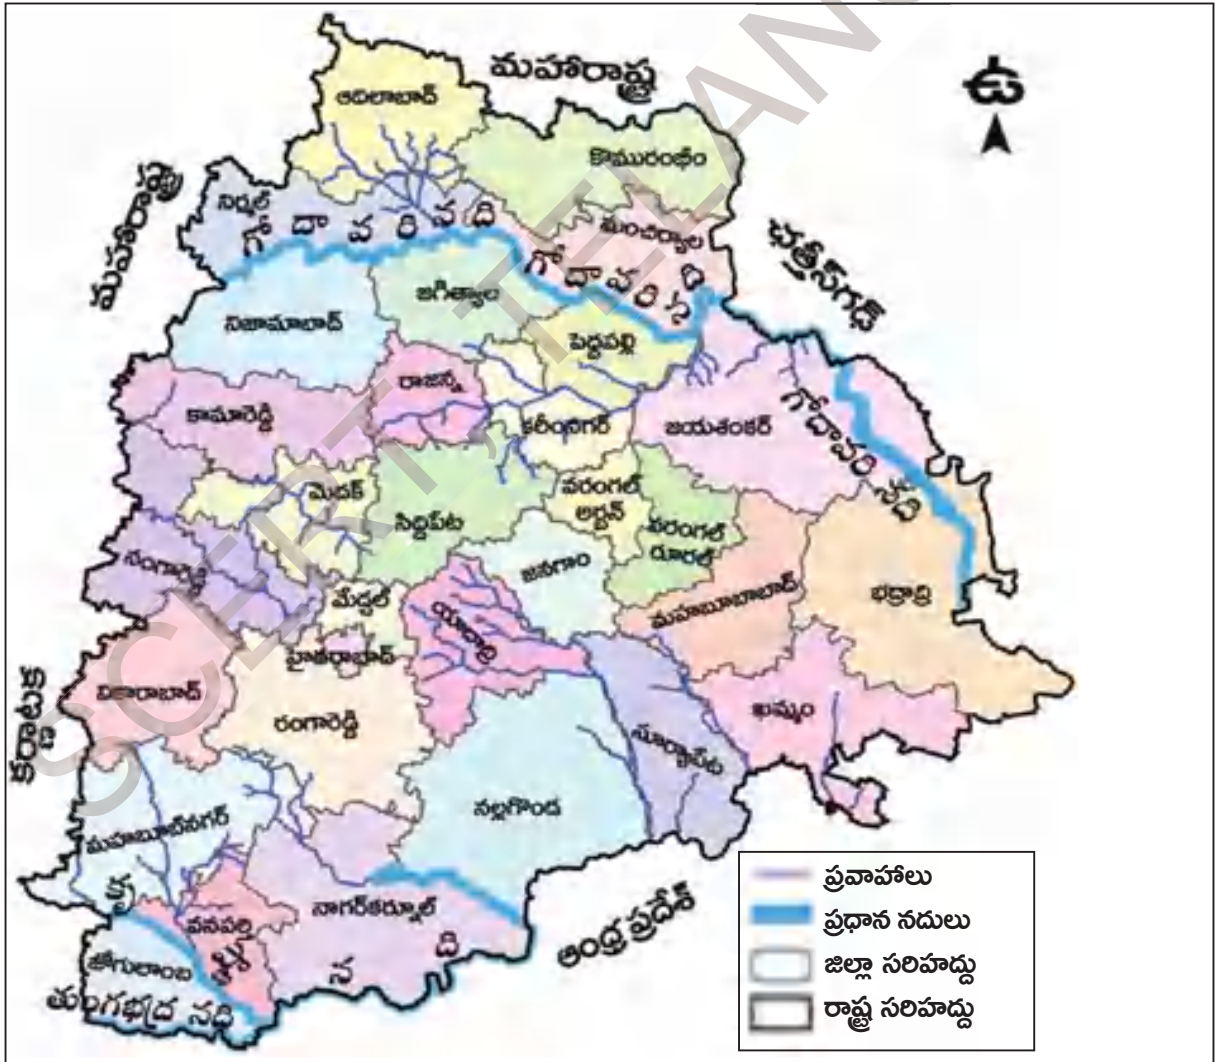 మహారాష్ట్ర
ఉ
ఆదిలాబాద్
కొమురంభీం
మహారాష్ట్ర
నిర్మల్
గోదావరి నది
మంచిర్యాల
గోదావరి నది
ఛత్తీస్‌గఢ్
జగిత్యాల
నిజామాబాద్
పెద్దపల్లి
రాజన్న
కామారెడ్డి
కరీంనగర్
జయశంకర్
గోదావరి నది
మెదక్
వరంగల్
అర్బన్
సిద్దిపేట
వరంగల్
రూరల్
సంగారెడ్డి
జనగాం
మేడ్చల్
మహబూబాబాద్
భద్రాద్రి
యాదాద్రి
హైదరాబాద్
కర్ణాటక
వికారాబాద్
రంగారెడ్డి
ఖమ్మం
సూర్యాపేట
నల్లగొండ
మహబూబ్‌నగర్
కృష్ణా నది
వనపర్తి
నాగర్‌కర్నూల్
జోగులాంబ
తుంగభద్ర నది
ఆంధ్ర ప్రదేశ్
ప్రవాహాలు
ప్రధాన నదులు
జిల్లా సరిహద్దు
రాష్ట్ర సరిహద్దు
SCERT, TELAN